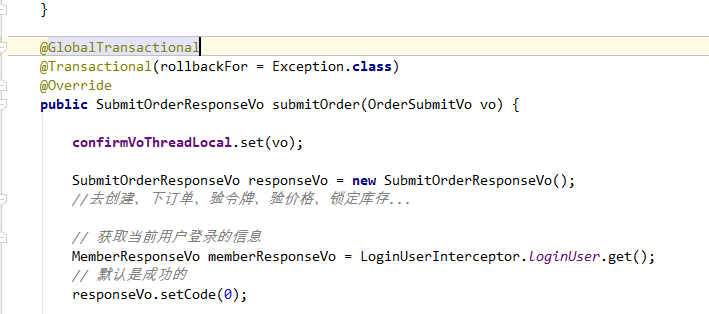 }
@GlobalTransactional
@Transactional(rollbackFor = Exception.class)
@Override
public SubmitOrderResponseVo submitOrder(OrderSubmitVo vo) {
confirmVoThreadLocal.set(vo);
SubmitOrderResponseVo responseVo = new SubmitOrderResponseVo();
//去创建、下订单、验令牌、验价格、锁定库存...
// 获取当前用户登录的信息
MemberResponseVo memberResponseVo = LoginUserInterceptor.loginUser.get();
// 默认是成功的
responseVo.setCode(0);